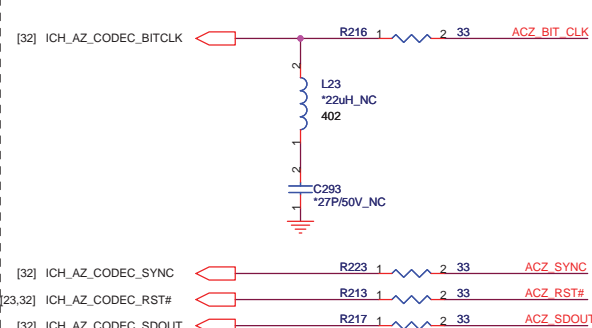 [32] ICH_AZ_CODEC_BITCLK R216 1 2 33 ACZ_BIT_CLK
2
L23
*22uH_NC
402
1
2
C293
*27P/50V_NC
1
[32] ICH_AZ_CODEC_SYNC R223 1 2 33 ACZ_SYNC
[23,32] ICH_AZ_CODEC_RST# R213 1 2 33 ACZ_RST#
[32] ICH_AZ_CODEC_SDOUT R217 1 2 33 ACZ_SDOUT